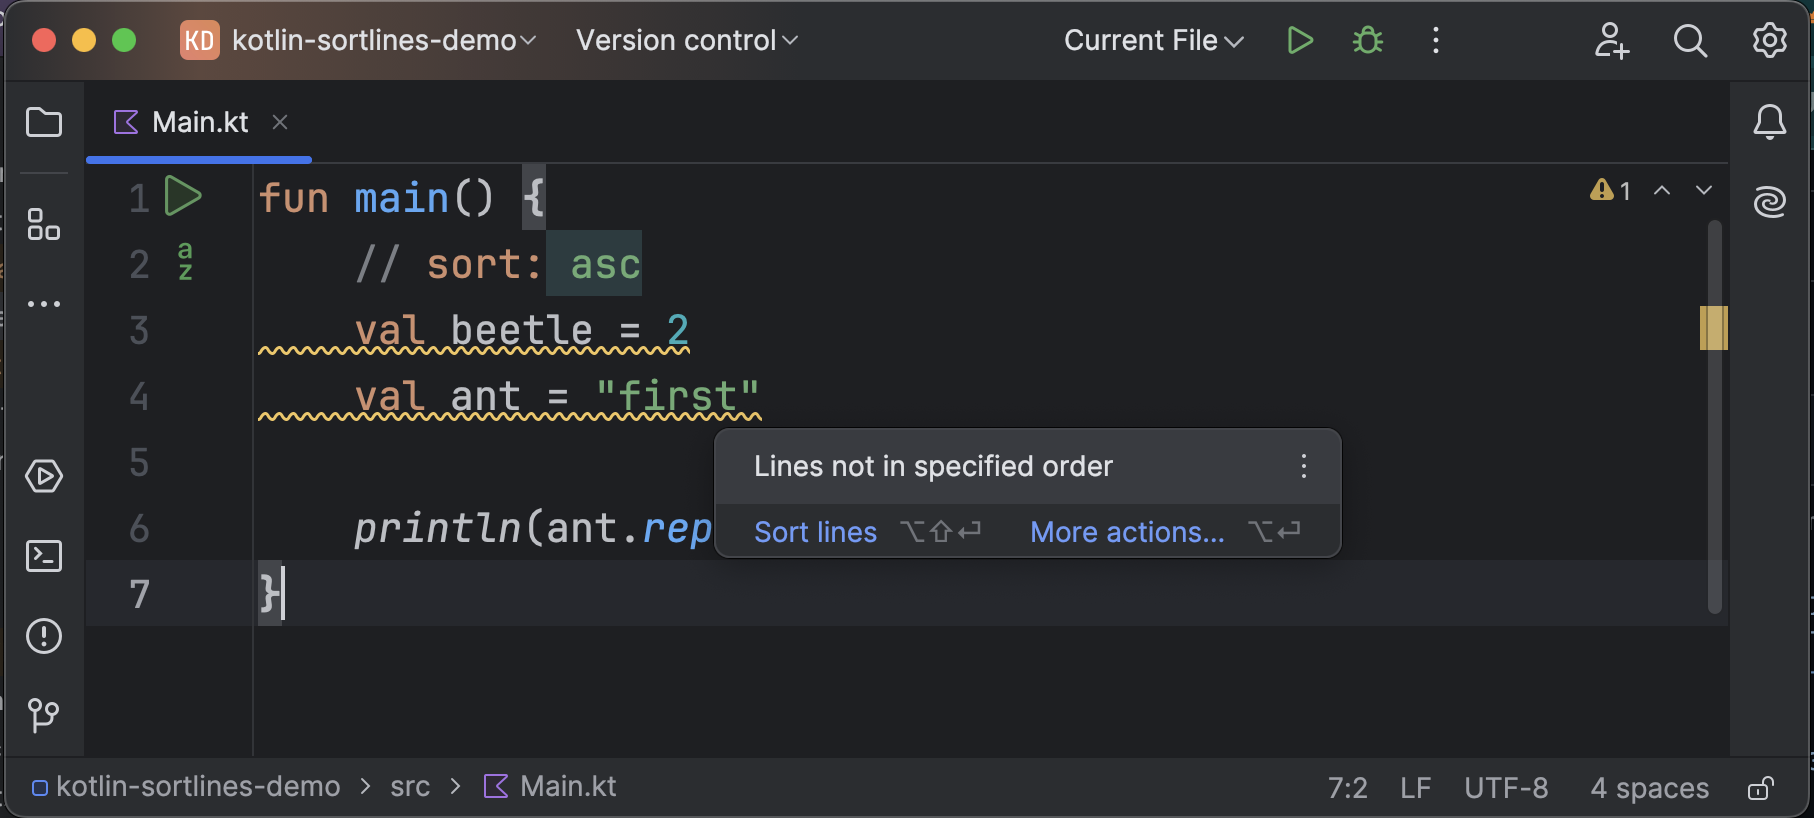 KD kotlin-sortlines-demo Version control Current File
Main.kt
1 fun main() {
2 az // sort: asc
3 val beetle = 2
4 val ant = "first"
5
6 println(ant.rep
7 }
1
Lines not in specified order
Sort lines ⌥⇧↩ More actions... ⌥↩
kotlin-sortlines-demo > src > Main.kt 7:2 LF UTF-8 4 spaces